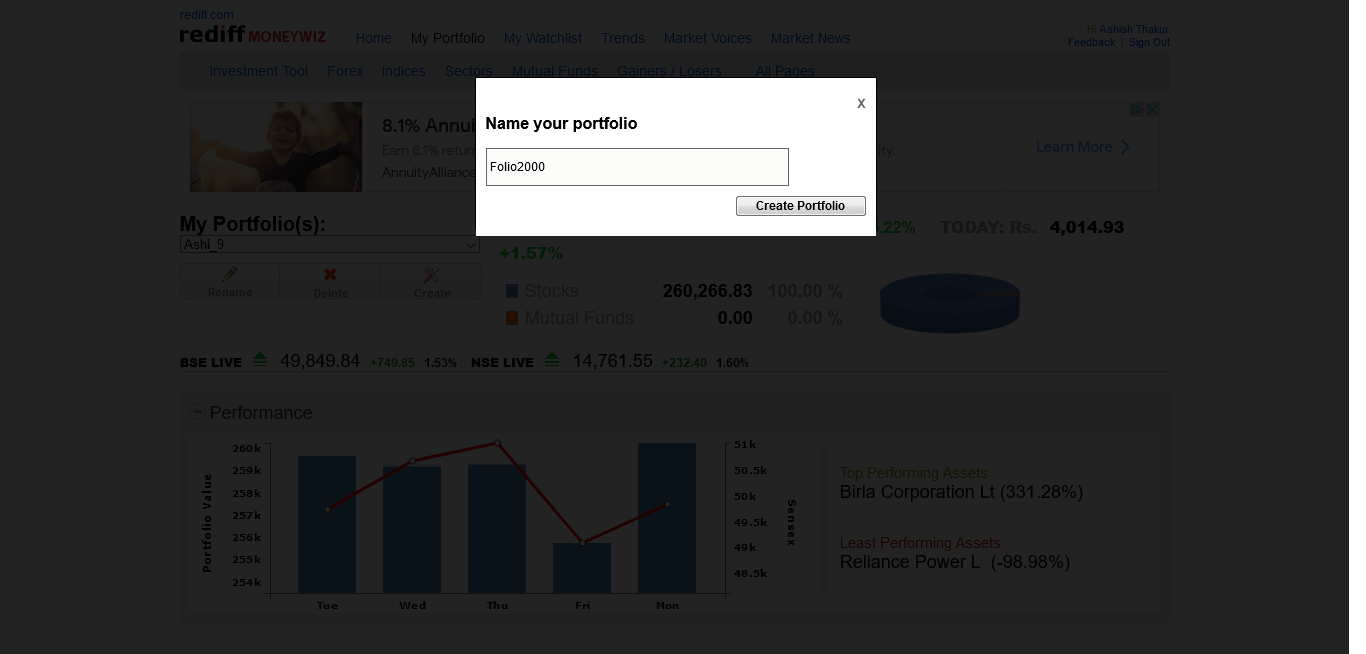 rediff.com
rediff MONEYWIZ
Home My Portfolio My Watchlist Trends Market Voices Market News
Hi Ashish Thakur
Feedback | Sign Out
Investment Tool Forex Indices Sectors Mutual Funds Gainers / Losers All Pages
x
Name your portfolio
Folio2000
Create Portfolio
8.1% Annui
Earn 8.1% return
AnnuityAlliance
ity.
Learn More
My Portfolio(s):
Ashi_9
Rename Delete Create
.22% TODAY: Rs. 4,014.93
+1.57%
Stocks 260,266.83 100.00 %
Mutual Funds 0.00 0.00 %
BSE LIVE 49,849.84 +749.85 1.53% NSE LIVE 14,761.55 +232.40 1.60%
Performance
Portfolio Value
260k
259k
258k
257k
256k
255k
254k
Tue Wed Thu Fri Mon
51k
50.5k
50k
49.5k
49k
48.5k
Sensex
Top Performing Assets
Birla Corporation Lt (331.28%)
Least Performing Assets
Reliance Power L (-98.98%)